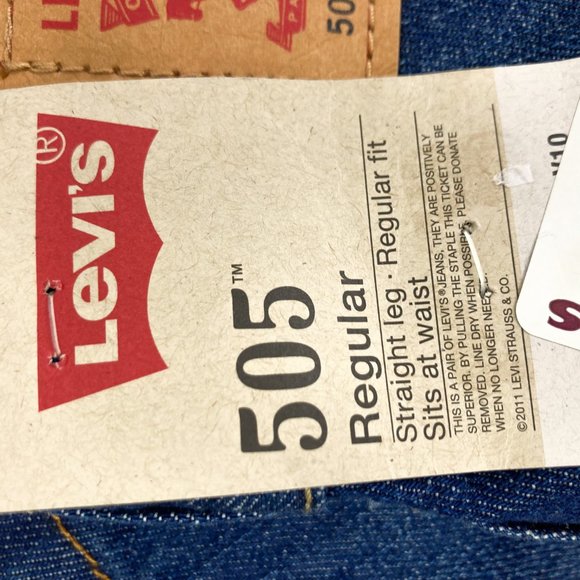 LEVI'S®
505™
Regular
Straight leg · Regular fit
Sits at waist
THIS IS A PAIR OF LEVI'S® JEANS. THEY ARE POSITIVELY
SUPERIOR. BY PULLING THE STAPLE THIS TICKET CAN BE
REMOVED. LINE DRY WHEN POSSIBLE. PLEASE DONATE
WHEN NO LONGER NEEDED
©2011 LEVI STRAUSS & CO.